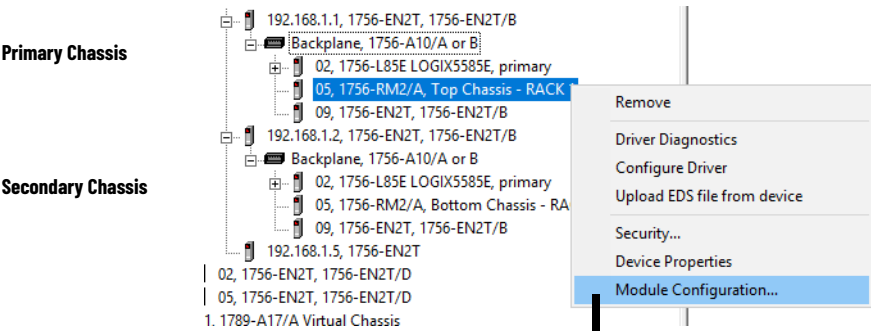 192.168.1.1, 1756-EN2T, 1756-EN2T/B
Primary Chassis
Backplane, 1756-A10/A or B
02, 1756-L85E LOGIX5585E, primary
05, 1756-RM2/A, Top Chassis - RACK
09, 1756-EN2T, 1756-EN2T/B
192.168.1.2, 1756-EN2T, 1756-EN2T/B
Backplane, 1756-A10/A or B
Secondary Chassis
02, 1756-L85E LOGIX5585E, primary
05, 1756-RM2/A, Bottom Chassis - RA
09, 1756-EN2T, 1756-EN2T/B
192.168.1.5, 1756-EN2T
02, 1756-EN2T, 1756-EN2T/D
05, 1756-EN2T, 1756-EN2T/D
1, 1789-A17/A Virtual Chassis
Remove
Driver Diagnostics
Configure Driver
Upload EDS file from device
Security...
Device Properties
Module Configuration...